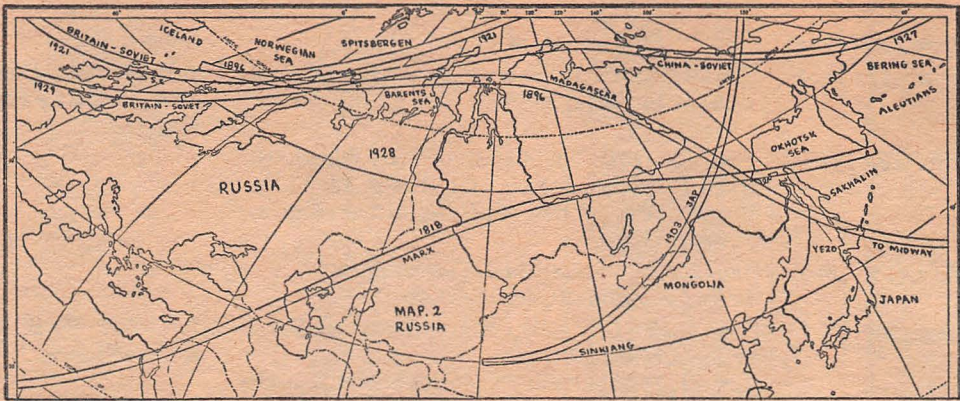 BRITAIN-SOVIET
1921
ICELAND
NORWEGIAN
SEA
SPITSBERGEN
1921
1927
1896
CHINA-SOVIET
BERING SEA
1929
BRITAIN-SOVIET
BARENTS
SEA
1896
MADAGASCAR
ALEUTIANS
1928
OKHOTSK
SEA
RUSSIA
SAKHALIN
1903 JAP
1818
MARX
YEZO
TO MIDWAY
MONGOLIA
MAP. 2
RUSSIA
JAPAN
SINKIANG